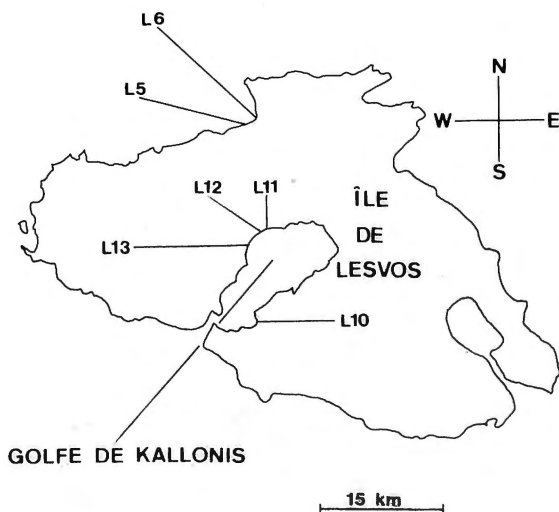 L6
N
L5
W
E
S
L12
L11
ÎLE
DE
LESVOS
L13
L10
GOLFE DE KALLONIS
15 km